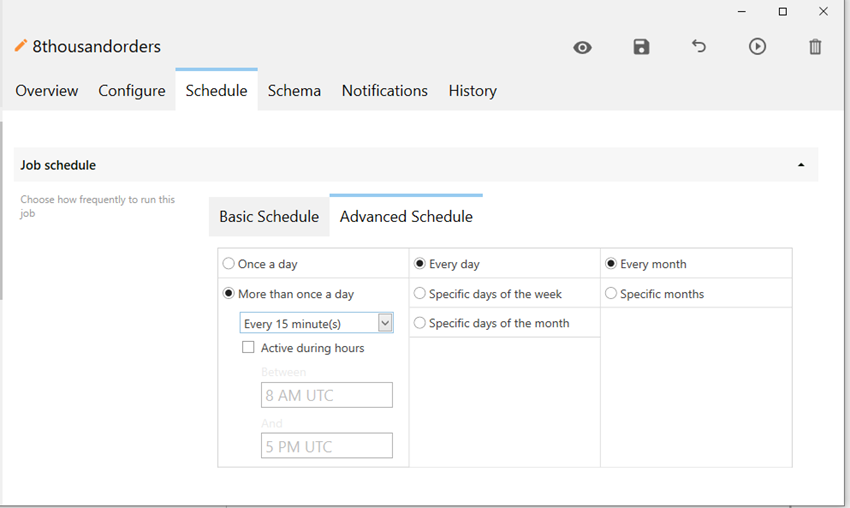 8thousandorders
Overview Configure Schedule Schema Notifications History
Job schedule
Choose how frequently to run this
job
Basic Schedule Advanced Schedule
Once a day Every day Every month
More than once a day Specific days of the week Specific months
Every 15 minute(s) Specific days of the month
Active during hours
Between
8 AM UTC
And
5 PM UTC